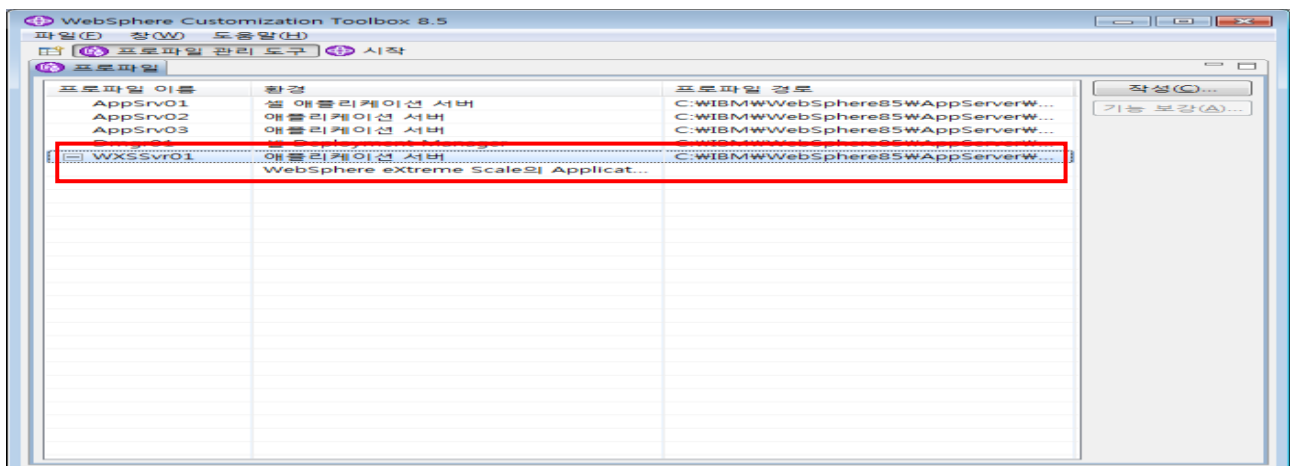 WebSphere Customization Toolbox 8.5
파일(F) 창(W) 도움말(H)
프로파일 관리 도구 시작
프로파일
프로파일 이름 환경 프로파일 경로 작성(C)...
AppSrv01 셀 애플리케이션 서버 C:₩IBM₩WebSphere85₩AppServer₩... 기능 보강(A)...
AppSrv02 애플리케이션 서버 C:₩IBM₩WebSphere85₩AppServer₩...
AppSrv03 애플리케이션 서버 C:₩IBM₩WebSphere85₩AppServer₩...
Dmgr01 셀 Deployment Manager C:₩IBM₩WebSphere85₩AppServer₩...
WXSSvr01 애플리케이션 서버 C:₩IBM₩WebSphere85₩AppServer₩...
WebSphere eXtreme Scale의 Applicat...